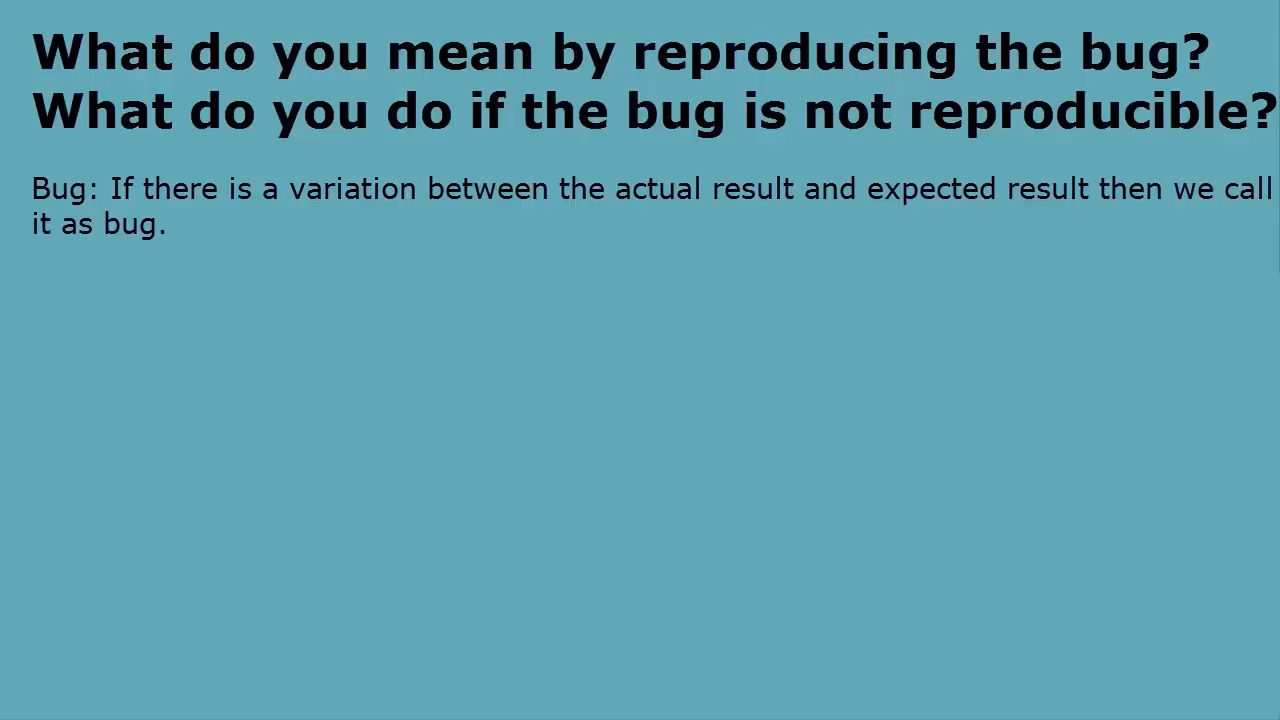 What do you mean by reproducing the bug?
What do you do if the bug is not reproducible?
Bug: If there is a variation between the actual result and expected result then we call
it as bug.